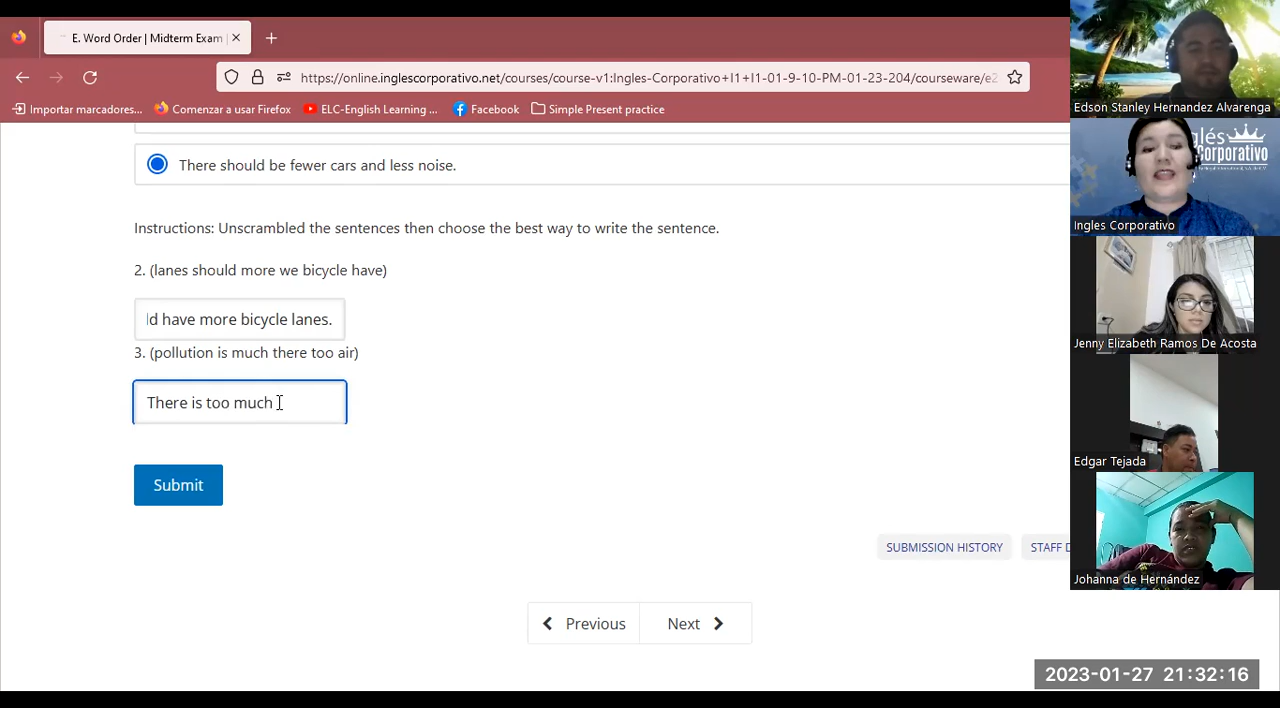 E. Word Order | Midterm Exam |
https://online.inglescorporativo.net/courses/course-v1:Ingles-Corporativo+I1+I1-01-9-10-PM-01-23-204/courseware/e2
Importar marcadores... Comenzar a usar Firefox ELC-English Learning ... Facebook Simple Present practice
There should be fewer cars and less noise.
Instructions: Unscrambled the sentences then choose the best way to write the sentence.
2. (lanes should more we bicycle have)
ld have more bicycle lanes.
3. (pollution is much there too air)
There is too much
Submit
SUBMISSION HISTORY STAFF D
Previous Next
Edson Stanley Hernandez Alvarenga
glés
Corporativo
Ingles Corporativo
Jenny Elizabeth Ramos De Acosta
Edgar Tejada
Johanna de Hernández
2023-01-27 21:32:16